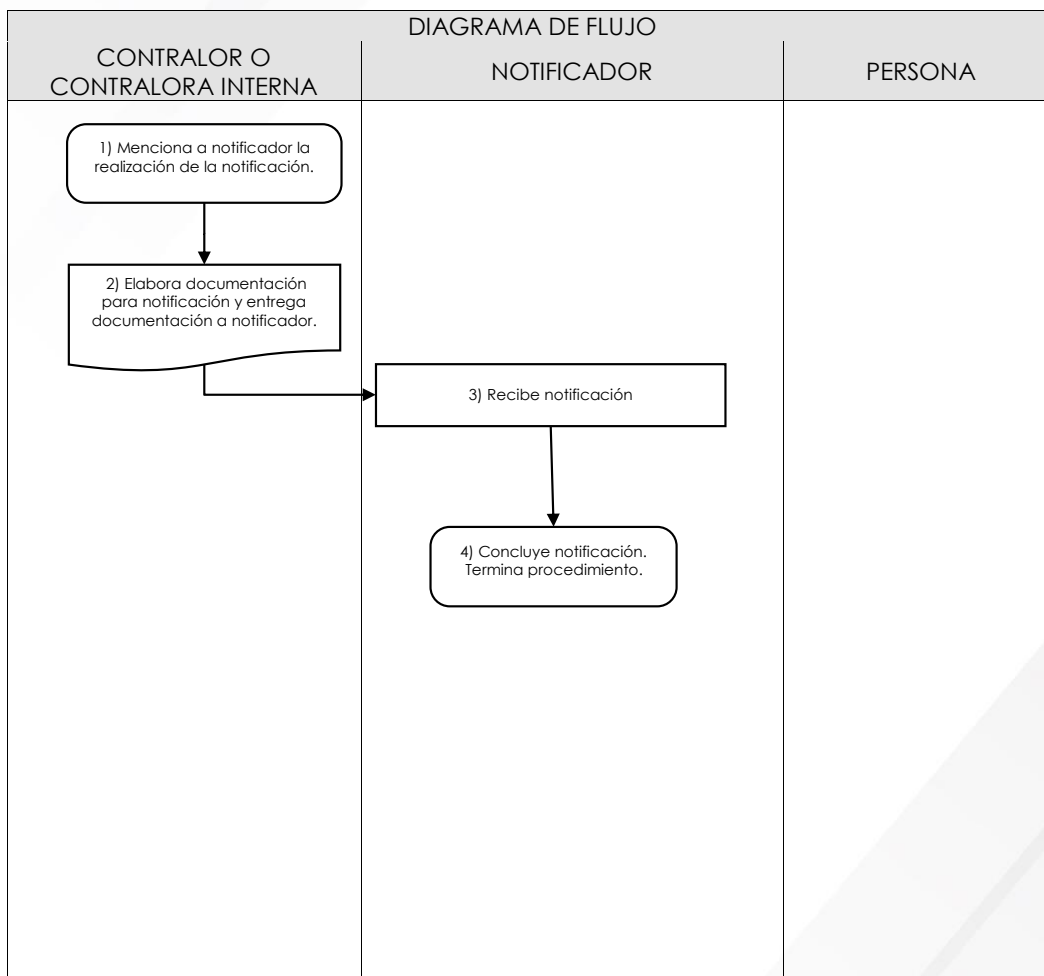 DIAGRAMA DE FLUJO
CONTRALOR O
CONTRALORA INTERNA
NOTIFICADOR
PERSONA
1) Menciona a notificador la
realización de la notificación.
2) Elabora documentación
para notificación y entrega
documentación a notificador.
3) Recibe notificación
4) Concluye notificación.
Termina procedimiento.